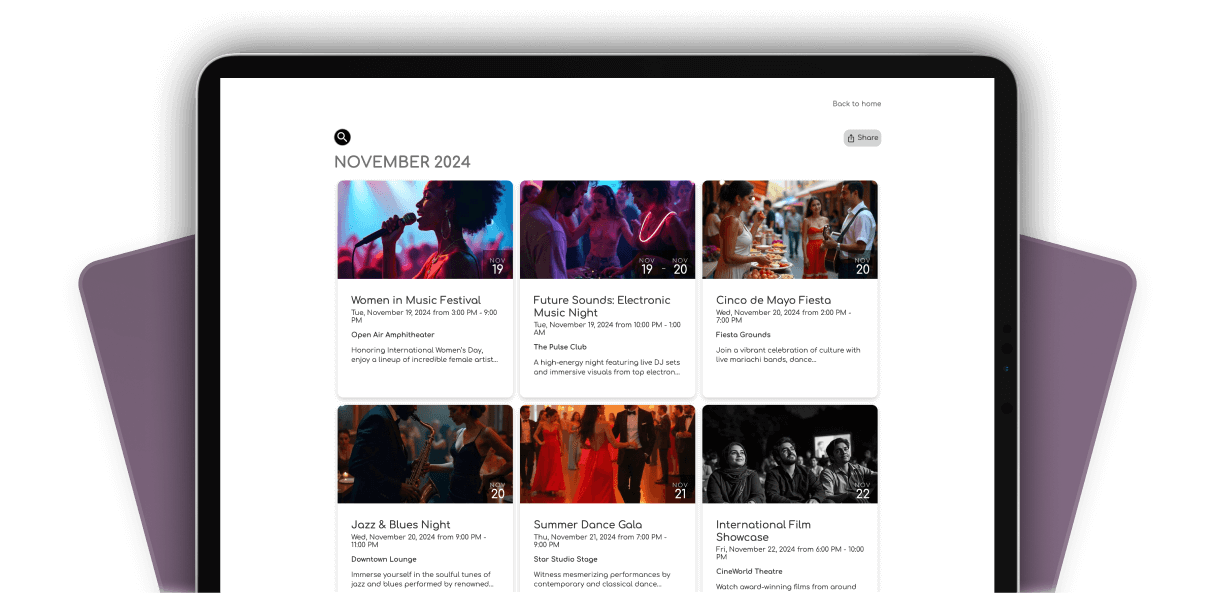 Back to home
Share
NOVEMBER 2024
NOV
19
NOV NOV
19 - 20
NOV
20
Women in Music Festival
Tue, November 19, 2024 from 3:00 PM - 9:00
PM
Open Air Amphitheater
Honoring International Women's Day,
enjoy a lineup of incredible female artist...
Future Sounds: Electronic
Music Night
Tue, November 19, 2024 from 10:00 PM - 1:00
AM
The Pulse Club
A high-energy night featuring live DJ sets
and immersive visuals from top electron...
Cinco de Mayo Fiesta
Wed, November 20, 2024 from 2:00 PM -
7:00 PM
Fiesta Grounds
Join a vibrant celebration of culture with
live mariachi bands, dance...
NOV
20
NOV
21
NOV
22
Jazz & Blues Night
Wed, November 20, 2024 from 9:00 PM -
11:00 PM
Downtown Lounge
Immerse yourself in the soulful tunes of
jazz and blues performed by renowned...
Summer Dance Gala
Thu, November 21, 2024 from 7:00 PM -
9:00 PM
Star Studio Stage
Witness mesmerizing performances by
contemporary and classical dance...
International Film
Showcase
Fri, November 22, 2024 from 6:00 PM - 10:00
PM
CineWorld Theatre
Watch award-winning films from around